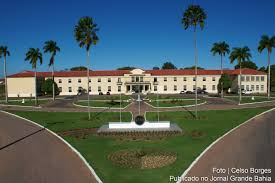 Foto | Celso Borges
Publicado no Jornal Grande Bahia